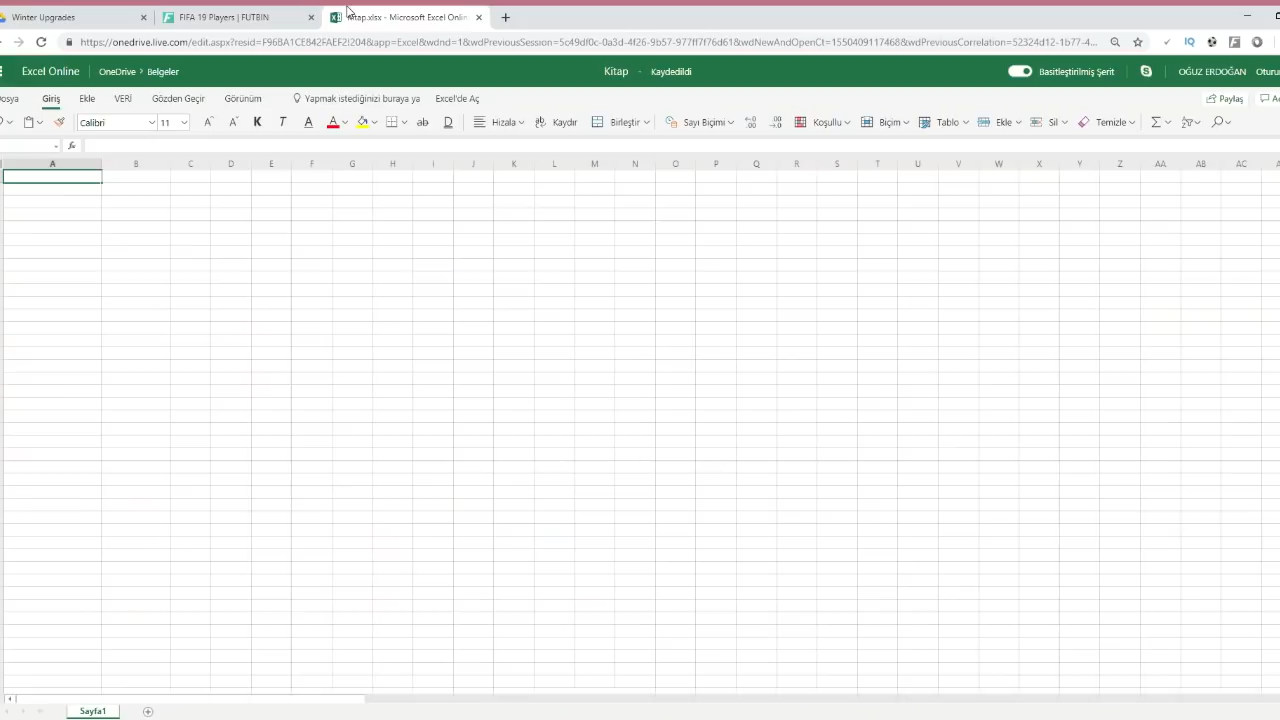 Winter Upgrades
FIFA 19 Players | FUTBIN
Kitap.xlsx - Microsoft Excel Onlin
https://onedrive.live.com/edit.aspx?resid=F968A1CE842FAEF2!204&app=Excel&wdnd=1&wdPreviousSession=5c49df0c-0a3d-4f26-9b57-977ff7f76d61&wdNewAndOpenCt=1550409117468&wdPreviousCorrelation=52324d12-1b77-4...
IQ
Excel Online OneDrive > Belgeler Kitap - Kaydedildi Basitleştirilmiş Şerit OĞUZ ERDOĞAN Oturu
Dosya Giriş Ekle VERİ Gözden Geçir Görünüm Yapmak istediğinizi buraya ya Excel'de Aç Paylaş
Calibri 11 A A K T A A ab D Hizala Kaydır Birleştir Sayı Biçimi Koşullu Biçim Tablo Ekle Sil Temizle Σ
fx
A B C D E F G H I J K L M N O P Q R S T U V W X Y Z AA AB AC
Sayfa1